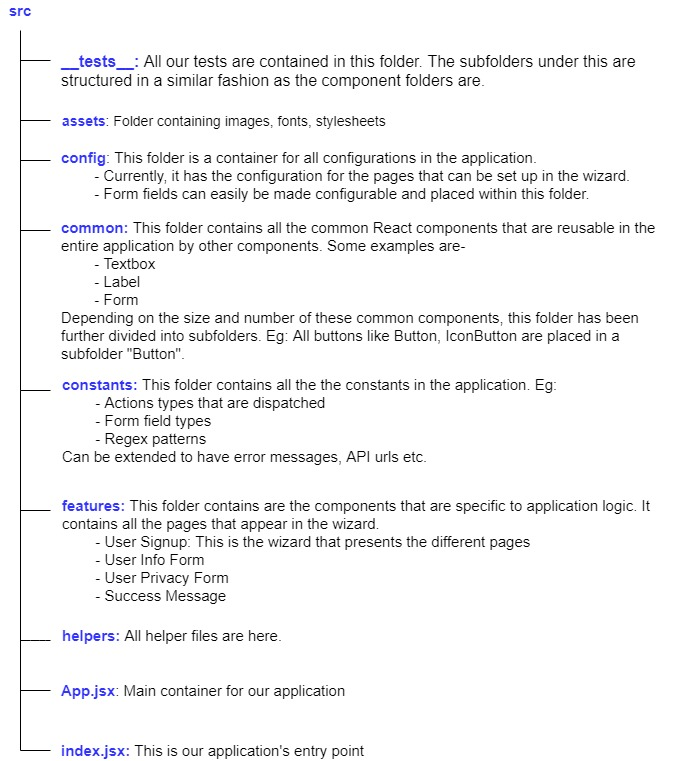 src
__tests__: All our tests are contained in this folder. The subfolders under this are
structured in a similar fashion as the component folders are.
assets: Folder containing images, fonts, stylesheets
config: This folder is a container for all configurations in the application.
- Currently, it has the configuration for the pages that can be set up in the wizard.
- Form fields can easily be made configurable and placed within this folder.
common: This folder contains all the common React components that are reusable in the
entire application by other components. Some examples are-
- Textbox
- Label
- Form
Depending on the size and number of these common components, this folder has been
further divided into subfolders. Eg: All buttons like Button, IconButton are placed in a
subfolder "Button".
constants: This folder contains all the the constants in the application. Eg:
- Actions types that are dispatched
- Form field types
- Regex patterns
Can be extended to have error messages, API urls etc.
features: This folder contains are the components that are specific to application logic. It
contains all the pages that appear in the wizard.
- User Signup: This is the wizard that presents the different pages
- User Info Form
- User Privacy Form
- Success Message
helpers: All helper files are here.
App.jsx: Main container for our application
index.jsx: This is our application's entry point